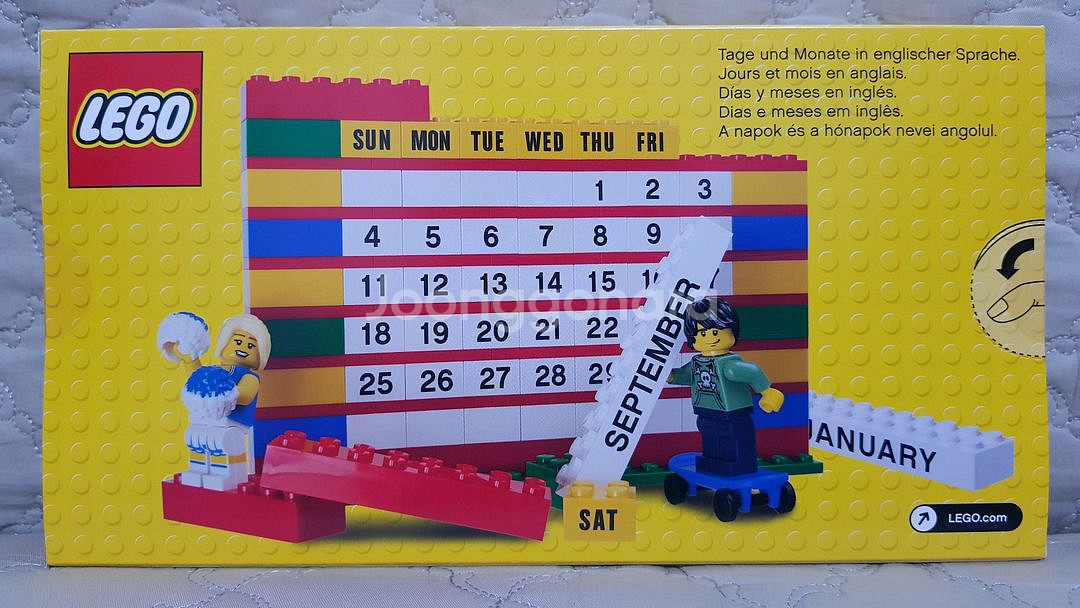 LEGO
Tage und Monate in englischer Sprache.
Jours et mois en anglais.
Días y meses en inglés.
Dias e meses em inglês.
A napok és a hónapok nevei angolul.
SUN MON TUE WED THU FRI
1 2 3
4 5 6 7 8 9
11 12 13 14 15
18 19 20 21 22
25 26 27 28
SEPTEMBER
JANUARY
SAT
LEGO.com